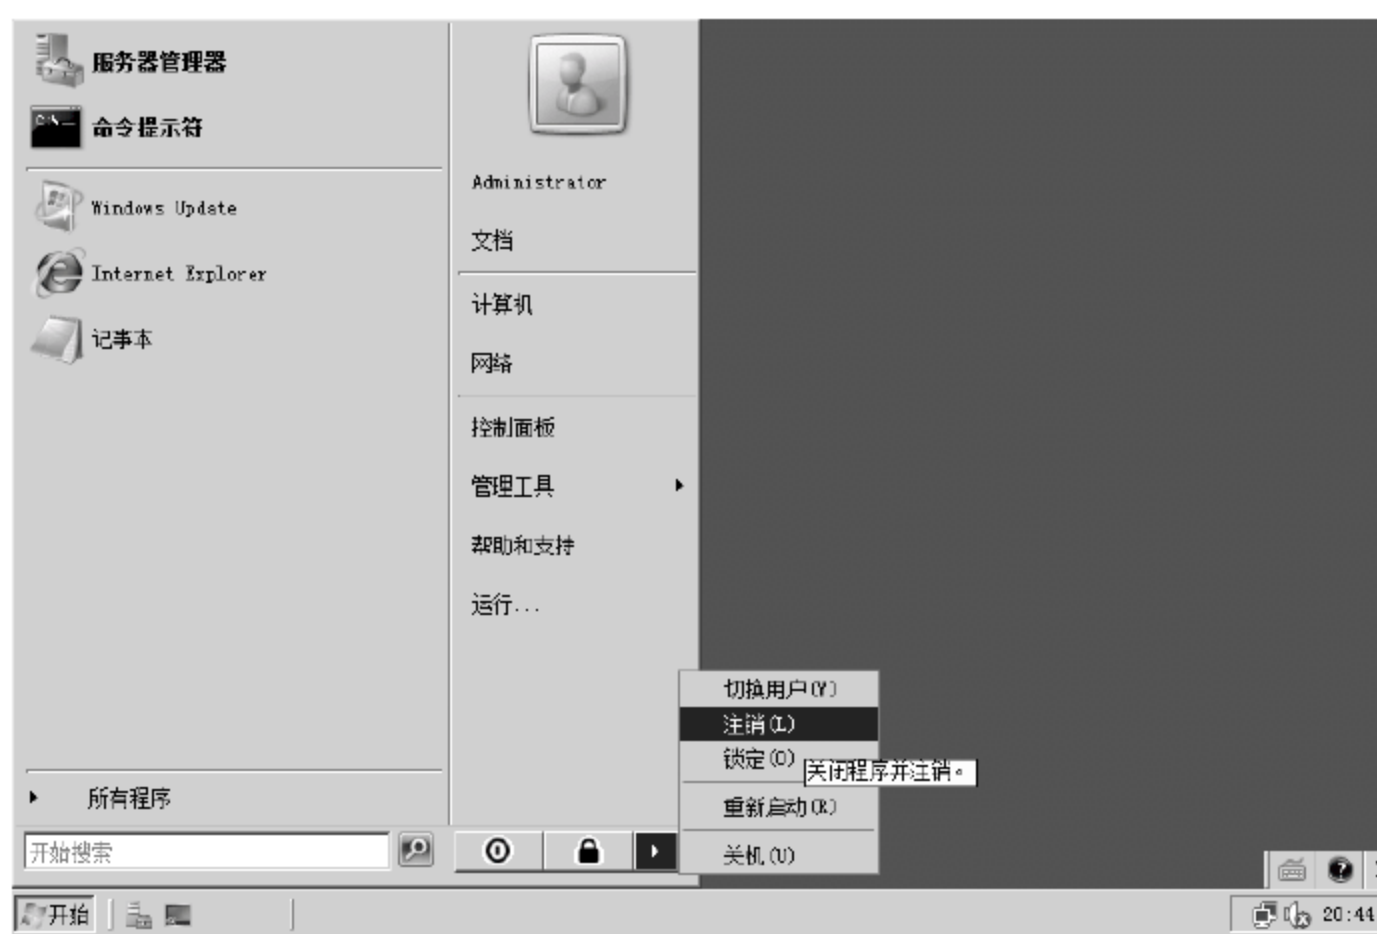 服务器管理器
命令提示符
Windows Update
Internet Explorer
记事本
所有程序
开始搜索
Administrator
文档
计算机
网络
控制面板
管理工具
帮助和支持
运行...
切换用户(W)
注销(L)
锁定(O)
关闭程序并注销。
重新启动(R)
关机(U)
开始
20:44